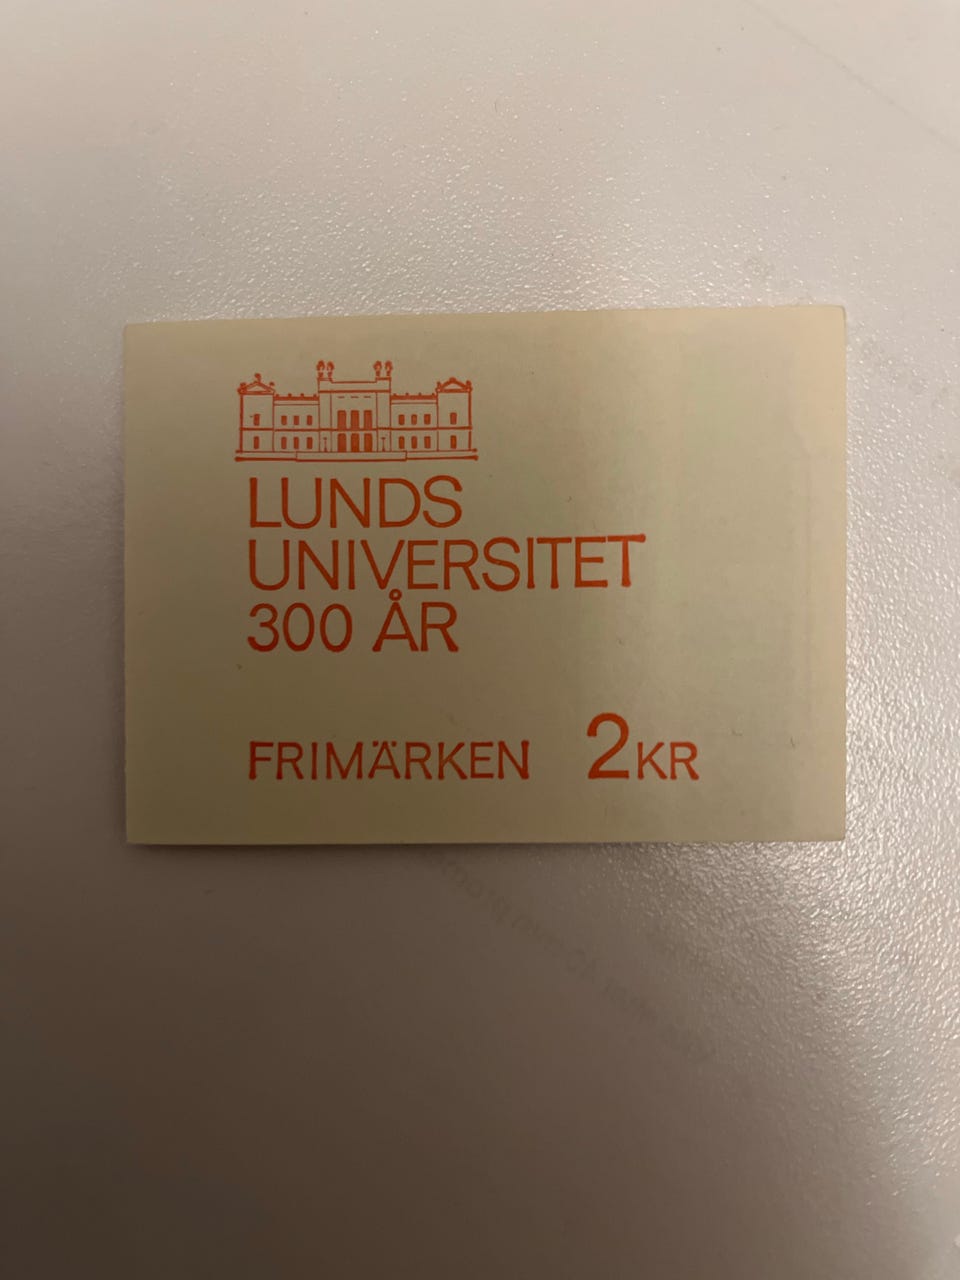 LUNDS
UNIVERSITET
300 ÅR
FRIMÄRKEN 2KR